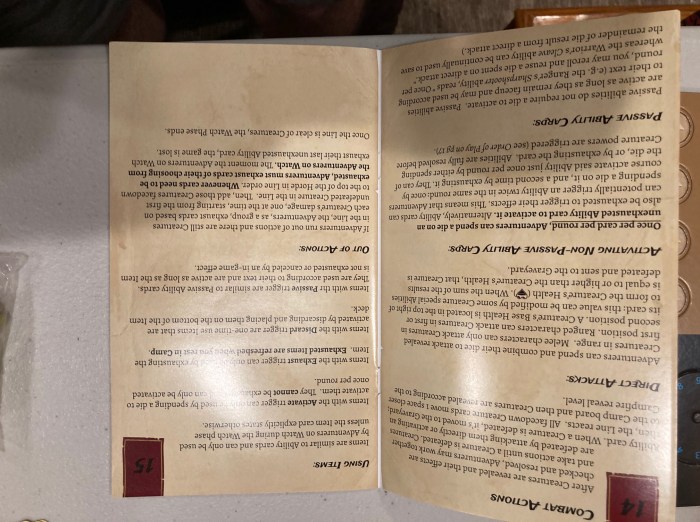 14
COMBAT ACTIONS
After Creatures are revealed and their effects are
checked and resolved, Adventurers may work together
and take actions until a Creature is defeated. Creatures
are defeated by attacking them directly or activating an
Ability card. When a Creature is defeated, it's moved to the Graveyard;
then, the Line Reacts. All facedown Creatures cards move 1 space closer
to the Camp board and then Creatures are revealed according to the
Campfire reveal level.
DIRECT ATTACKS:
Adventurers can spend and combine their dice to attack revealed
Creatures in range. Melee characters can only attack Creatures in
first position. Ranged characters can attack Creatures in first or
second position. A Creature's Base Health is located in the top right of
its card; this value can be modified by some Creature special abilities
to form the Creature's Health. When the sum of the results
is equal to or higher than the Creature's Health, that Creature is
defeated and sent to the Graveyard.
ACTIVATING NON-PASSIVE ABILITY CARDS:
Once per card per round, Adventurers can spend a die on an
unexhausted Ability card to activate it. Alternatively, Ability cards can
also be exhausted to trigger their effects. This means that Adventurers
can potentially trigger an Ability twice in the same round: once by
spending a die on it, and a second time by exhausting it. They can of
course activate said Ability just once per round by either spending
the die, or by exhausting the card. Abilities are fully resolved before
Creature powers are triggered (see Order of Play on pg 17).
PASSIVE ABILITY CARDS:
Passive abilities do not require a die to activate. Passive abilities
are active as long as they remain faceup and may be used according
to their text (e.g. the Ranger's Sharpshooter ability, reads "Once per
round, you may reroll and reuse a die spent on a direct attack."
whereas the Warrior's Cleave ability can be continually used to save
the remainder of die result from a direct attack.)
15
USING ITEMS:
Items are similar to Ability cards and can only be used
by Adventurers on Watch during the Watch phase
unless the Item card explicitly states otherwise.
Items with the Activate trigger can used by spending a die to
activate them. They cannot be can only be activated
once per round.
Items with the Exhaust trigger can used by exhausting the
Item. Exhausted Items are refreshed when you rest in Camp.
Items with the Discard trigger are one-time use Items that are
activated by discarding and placing them on the bottom of the Item
deck.
Items with the Passive trigger are similar to Passive Ability cards.
They are used according to their text and are active as long as the Item
is not exhausted or canceled by an in-game effect.
OUT OF ACTIONS:
If Adventurers run out of actions and there are still Creatures
in the Line, the Adventurers, as a group, exhaust cards based on
each Creature's damage, one at the time, starting from the first
undefeated creature in the Line. Then, add those Creatures facedown
to the top of the Horde in Line order. Whenever cards need to be
exhausted, Adventurers must exhaust cards of their choosing from
the Adventurers on Watch. The moment the Adventurers on Watch
exhaust their last unexhausted Ability card, the game is lost.
Once the Line is clear of Creatures, the Watch Phase ends.